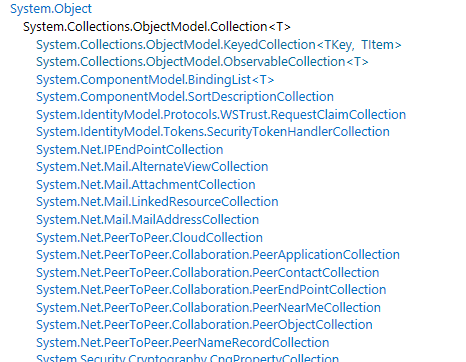 System.Object
System.Collections.ObjectModel.Collection<T>
System.Collections.ObjectModel.KeyedCollection<TKey, TItem>
System.Collections.ObjectModel.ObservableCollection<T>
System.ComponentModel.BindingList<T>
System.ComponentModel.SortDescriptionCollection
System.IdentityModel.Protocols.WSTrust.RequestClaimCollection
System.IdentityModel.Tokens.SecurityTokenHandlerCollection
System.Net.IPEndPointCollection
System.Net.Mail.AlternateViewCollection
System.Net.Mail.AttachmentCollection
System.Net.Mail.LinkedResourceCollection
System.Net.Mail.MailAddressCollection
System.Net.PeerToPeer.CloudCollection
System.Net.PeerToPeer.Collaboration.PeerApplicationCollection
System.Net.PeerToPeer.Collaboration.PeerContactCollection
System.Net.PeerToPeer.Collaboration.PeerEndPointCollection
System.Net.PeerToPeer.Collaboration.PeerNearMeCollection
System.Net.PeerToPeer.Collaboration.PeerObjectCollection
System.Net.PeerToPeer.PeerNameRecordCollection
System.Security.Cryptography.CngPropertyCollection